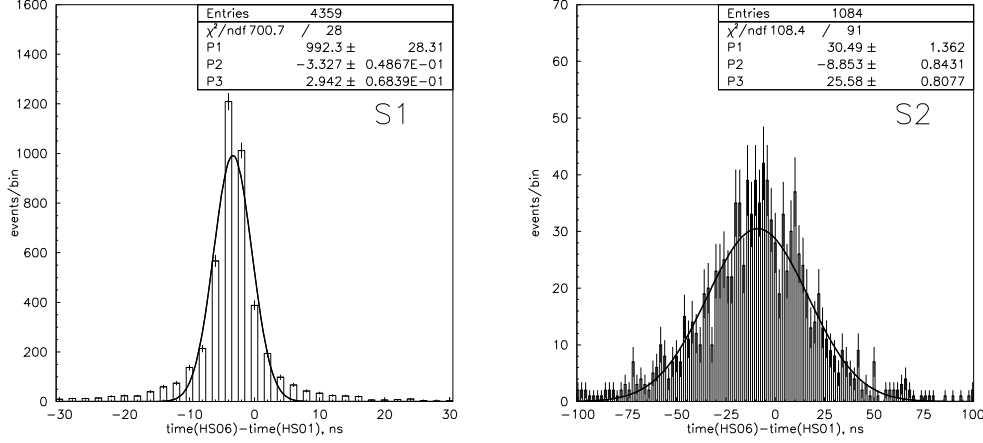 Entries 4359
χ²/ndf 700.7 / 28
P1 992.3 ± 28.31
P2 −3.327 ± 0.4867E−01
P3 2.942 ± 0.6839E−01
S1
1600
1400
1200
1000
800
600
400
200
0
events/bin
−30 −20 −10 0 10 20 30
time(HS06)−time(HS01), ns
Entries 1084
χ²/ndf 108.4 / 91
P1 30.49 ± 1.362
P2 −8.853 ± 0.8431
P3 25.58 ± 0.8077
S2
70
60
50
40
30
20
10
0
events/bin
−100 −75 −50 −25 0 25 50 75 100
time(HS06)−time(HS01), ns